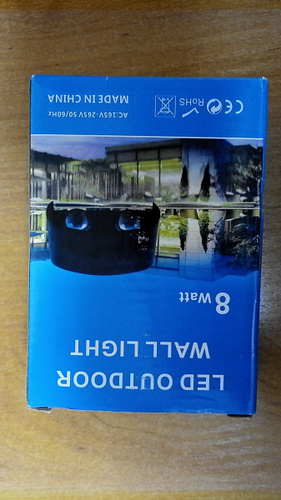 LED OUTDOOR
WALL LIGHT
8 Watt
AC:165V-265V 50/60Hz
MADE IN CHINA
CE RoHS